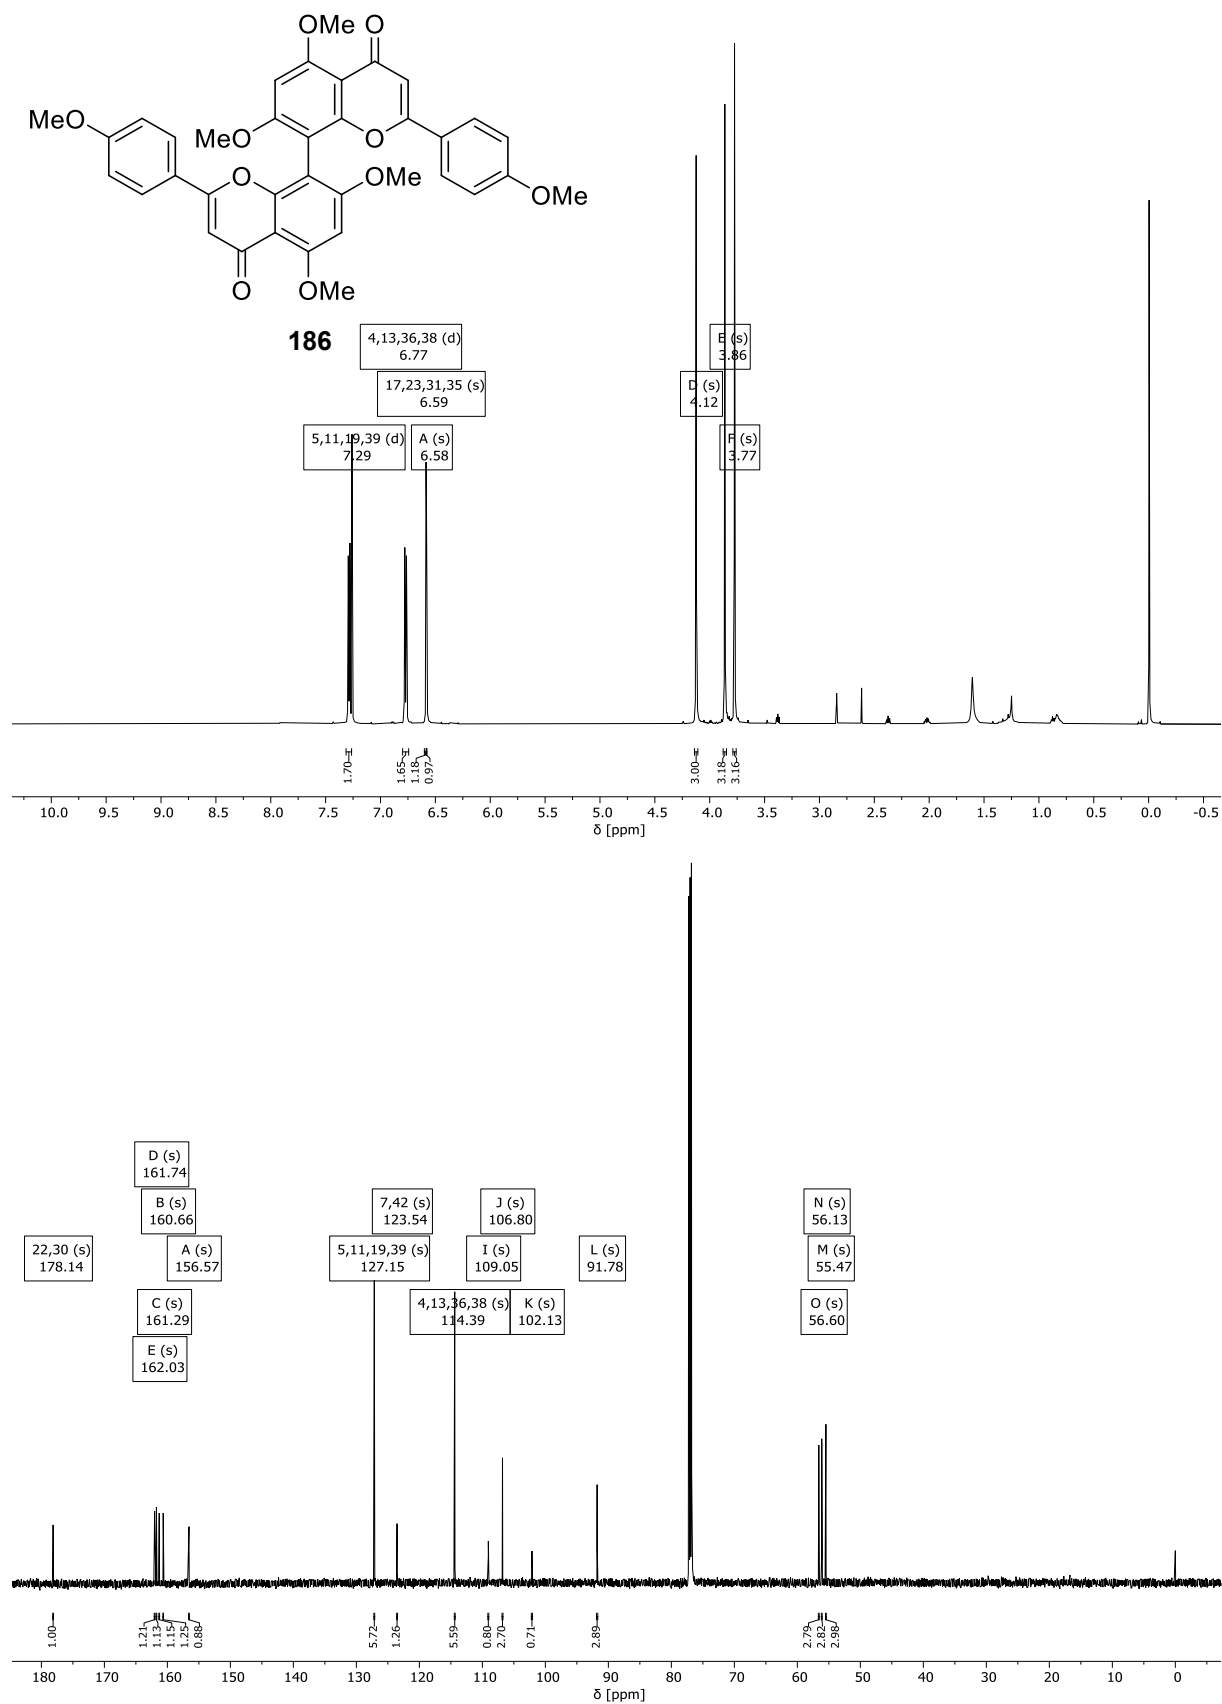 OMe O
MeO
MeO O
O OMe
OMe
O OMe
186
4,13,36,38 (d)
6.77
E (s)
3.86
17,23,31,35 (s)
6.59
D (s)
4.12
5,11,19,39 (d)
7.29
A (s)
6.58
F (s)
3.77
1.70 1.65 1.18 0.97 3.00 3.18 3.16
10.0 9.5 9.0 8.5 8.0 7.5 7.0 6.5 6.0 5.5 5.0 4.5 4.0 3.5 3.0 2.5 2.0 1.5 1.0 0.5 0.0 -0.5
δ [ppm]
D (s)
161.74
B (s)
160.66
7,42 (s)
123.54
J (s)
106.80
N (s)
56.13
22,30 (s)
178.14
A (s)
156.57
5,11,19,39 (s)
127.15
I (s)
109.05
L (s)
91.78
M (s)
55.47
C (s)
161.29
4,13,36,38 (s)
114.39
K (s)
102.13
O (s)
56.60
E (s)
162.03
1.00 1.21 1.13 1.15 1.25 0.88 5.72 1.26 5.59 0.80 2.70 0.71 2.89 2.79 2.82 2.98
180 170 160 150 140 130 120 110 100 90 80 70 60 50 40 30 20 10 0
δ [ppm]